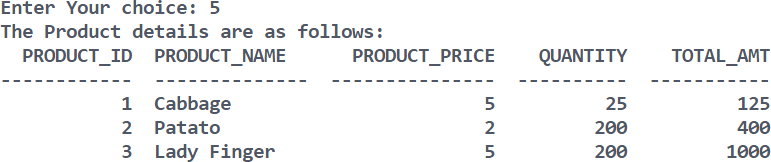 Enter Your choice: 5
The Product details are as follows:
  PRODUCT_ID  PRODUCT_NAME      PRODUCT_PRICE    QUANTITY    TOTAL_AMT
------------  --------------  ---------------  ----------  -----------
           1  Cabbage                       5          25          125
           2  Patato                        2         200          400
           3  Lady Finger                   5         200         1000